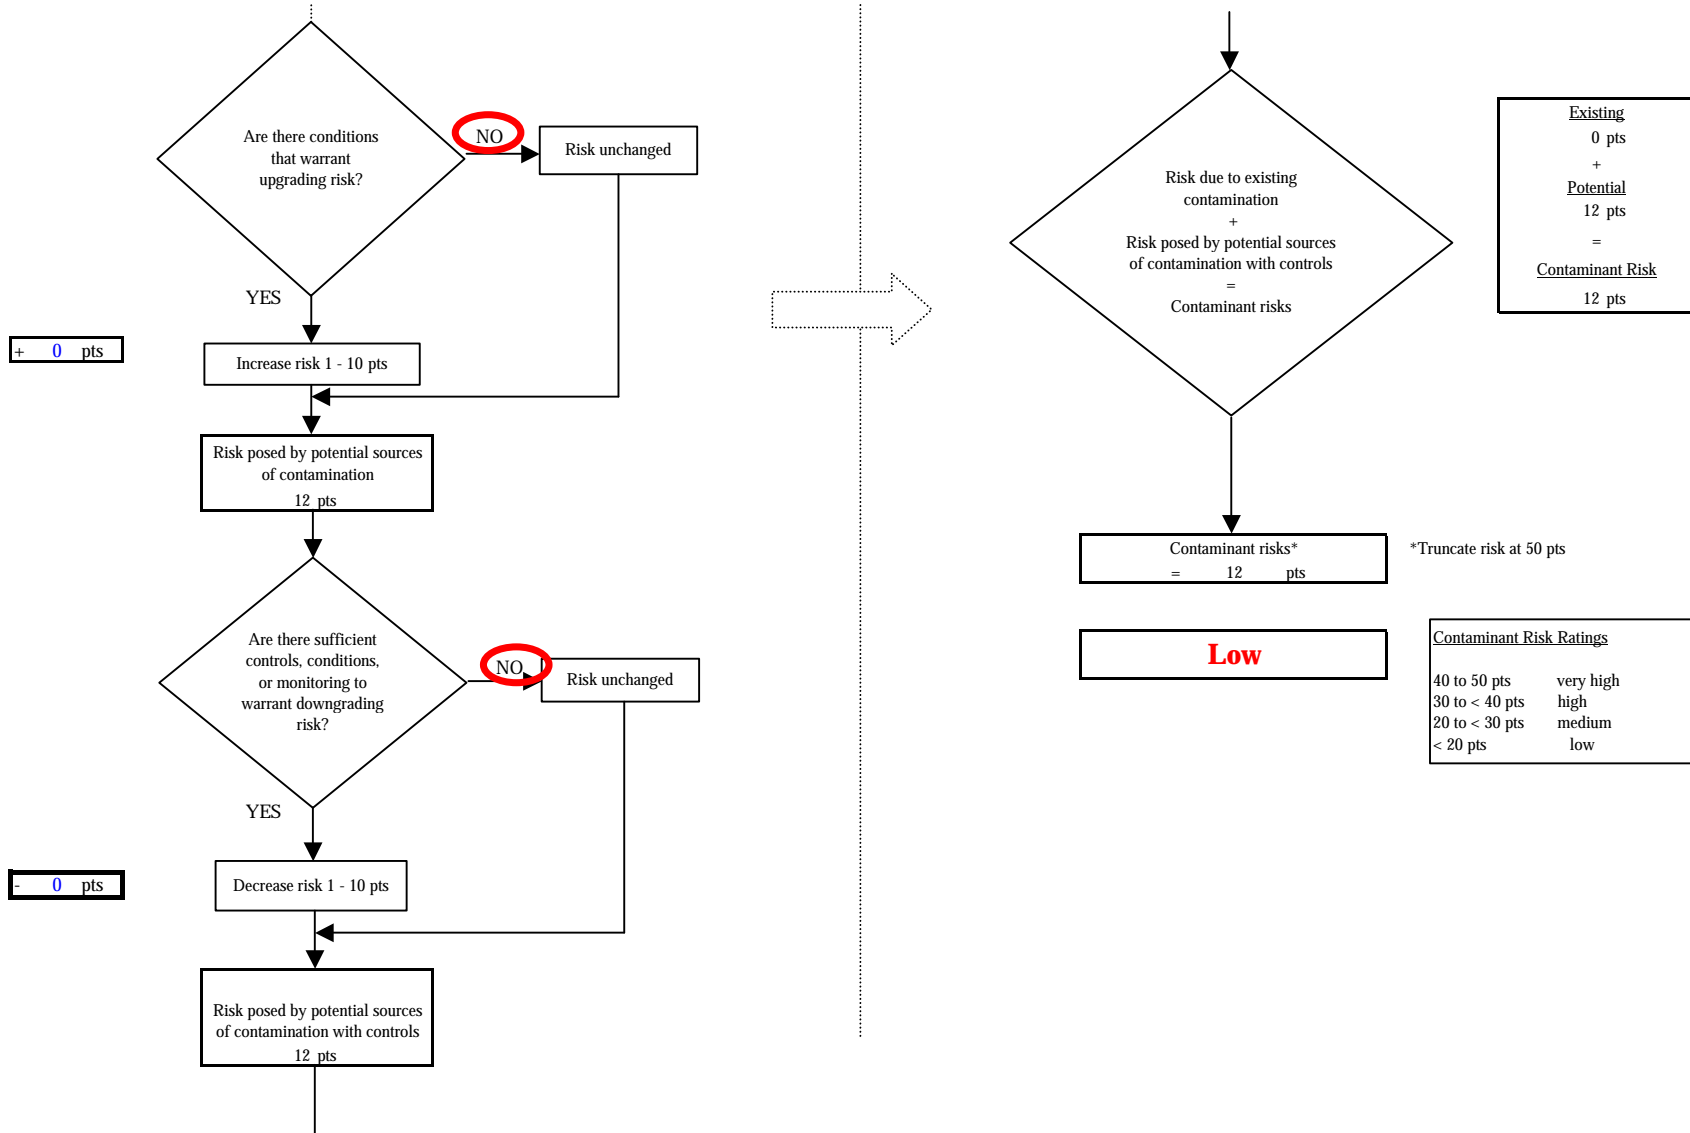 Are there conditions
that warrant
upgrading risk?
NO
Risk unchanged
YES
+ 0 pts
Increase risk 1 - 10 pts
Risk posed by potential sources
of contamination
12 pts
Are there sufficient
controls, conditions,
or monitoring to
warrant downgrading
risk?
NO
Risk unchanged
YES
- 0 pts
Decrease risk 1 - 10 pts
Risk posed by potential sources
of contamination with controls
12 pts
Risk due to existing
contamination
+
Risk posed by potential sources
of contamination with controls
=
Contaminant risks
Existing
0 pts
+
Potential
12 pts
=
Contaminant Risk
12 pts
Contaminant risks*
= 12 pts
*Truncate risk at 50 pts
Low
Contaminant Risk Ratings
40 to 50 pts very high
30 to < 40 pts high
20 to < 30 pts medium
< 20 pts low